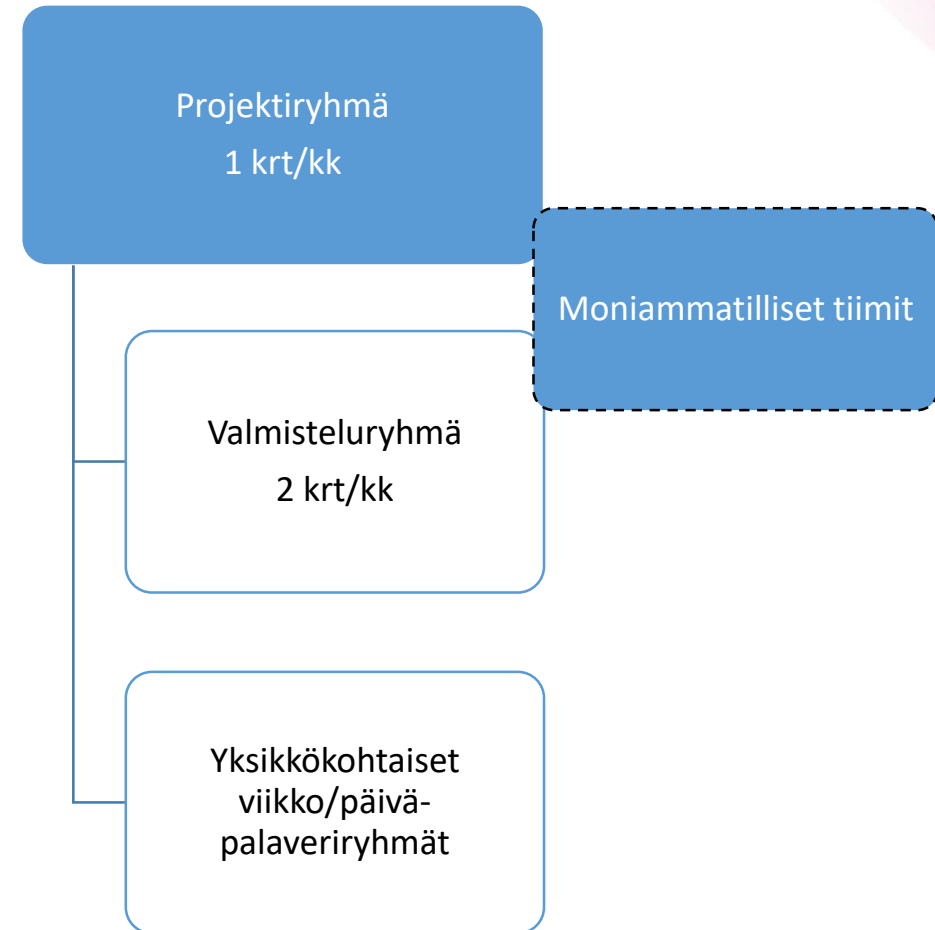 Projektiryhmä
1 krt/kk
Moniammatilliset tiimit
Valmisteluryhmä
2 krt/kk
Yksikkökohtaiset
viikko/päivä-
palaveriryhmät